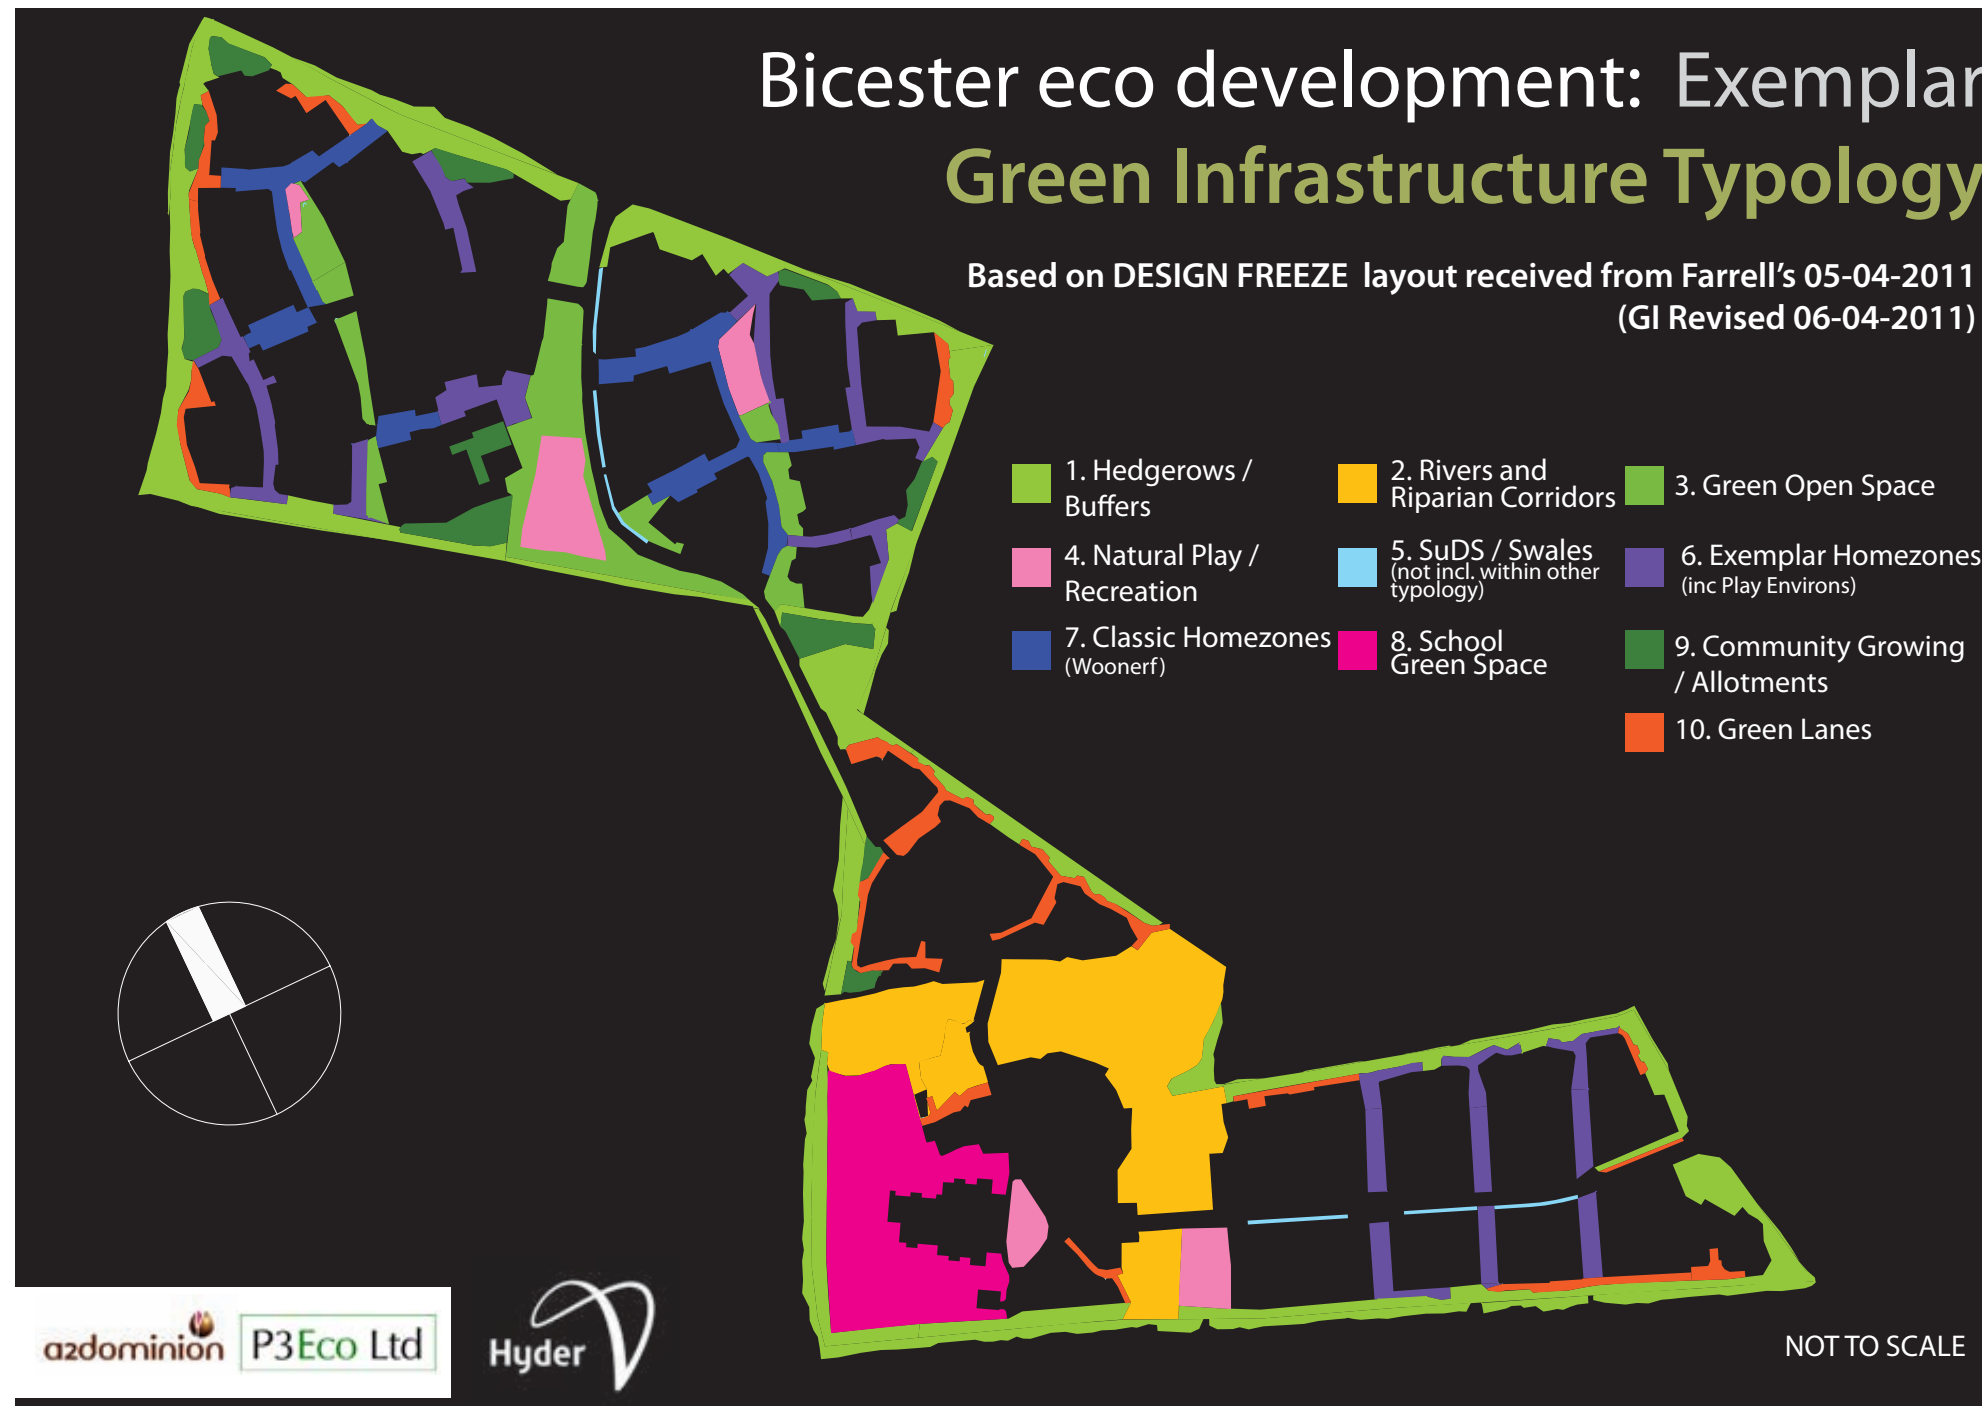 Bicester eco development: Exemplar
Green Infrastructure Typology
Based on DESIGN FREEZE layout received from Farrell's 05-04-2011
(GI Revised 06-04-2011)
1. Hedgerows /
Buffers
2. Rivers and
Riparian Corridors
3. Green Open Space
4. Natural Play /
Recreation
5. SuDS / Swales
(not incl. within other
typology)
6. Exemplar Homezones
(inc Play Environs)
7. Classic Homezones
(Woonerf)
8. School
Green Space
9. Community Growing
/ Allotments
10. Green Lanes
a2dominion
P3Eco Ltd
Hyder
NOT TO SCALE